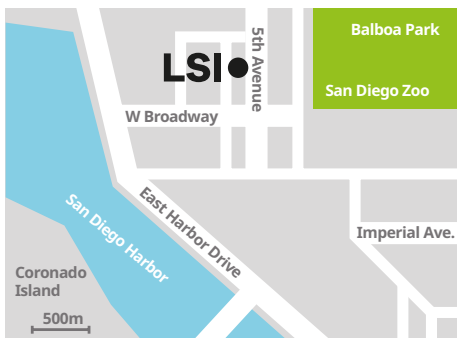 5th Avenue
Balboa Park
LSI
San Diego Zoo
W Broadway
East Harbor Drive
San Diego Harbor
Imperial Ave.
Coronado
Island
500m